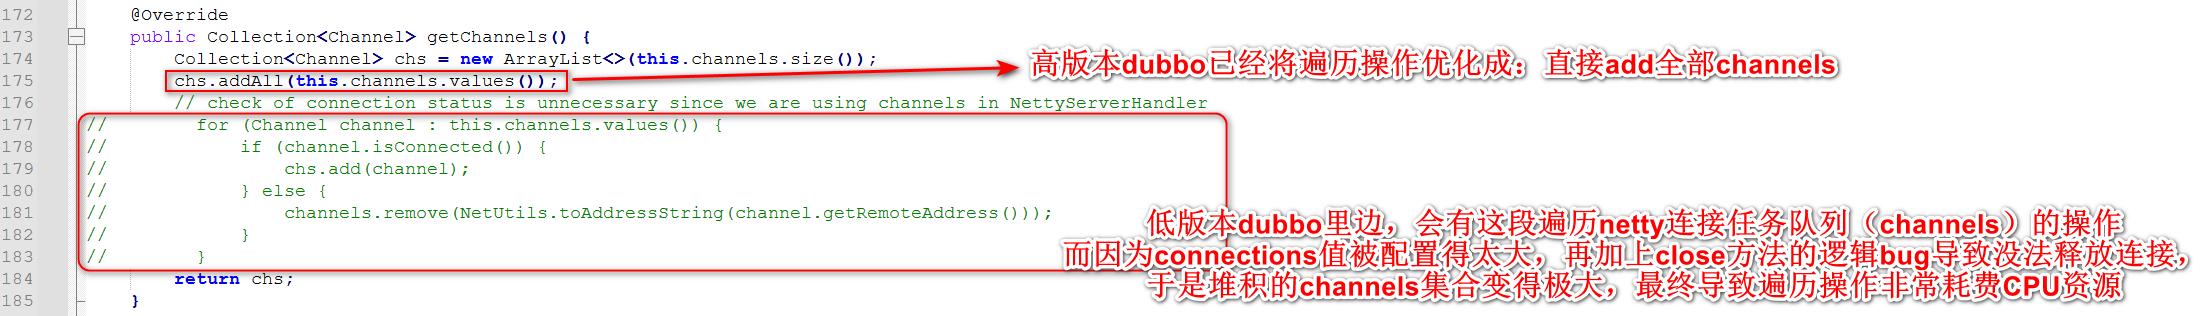 172 @Override
173 public Collection<Channel> getChannels() {
174 Collection<Channel> chs = new ArrayList<>(this.channels.size());
高版本dubbo已经将遍历操作优化成：直接add全部channels
175 chs.addAll(this.channels.values());
176 // check of connection status is unnecessary since we are using channels in NettyServerHandler
177 // for (Channel channel : this.channels.values()) {
178 // if (channel.isConnected()) {
179 // chs.add(channel);
180 // } else {
181 // channels.remove(NetUtils.toAddressString(channel.getRemoteAddress()));
182 // }
183 // }
184 return chs;
185 }
低版本dubbo里边，会有这段遍历netty连接任务队列（channels）的操作
而因为connections值被配置得太大，再加上close方法的逻辑bug导致没法释放连接，
于是堆积的channels集合变得极大，最终导致遍历操作非常耗费CPU资源